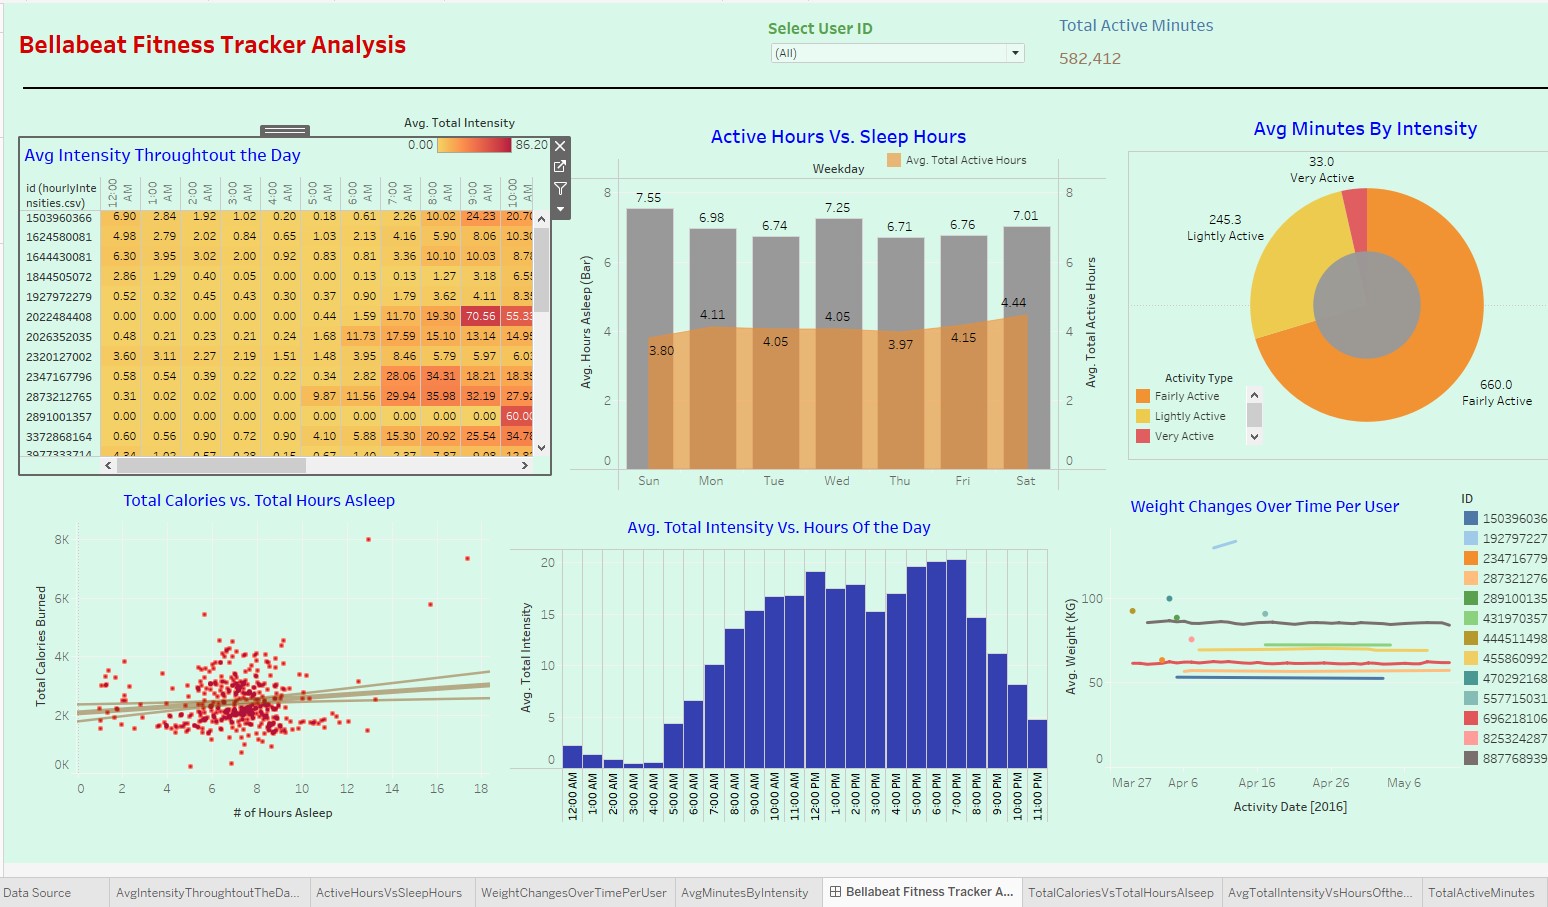 Bellabeat Fitness Tracker Analysis
Select User ID
(All)
Total Active Minutes
582,412
Avg. Total Intensity
0.00 86.20
Avg Intensity Throughtout the Day
id (hourlyInte
nsities.csv)
12:00 AM 1:00 AM 2:00 AM 3:00 AM 4:00 AM 5:00 AM 6:00 AM 7:00 AM 8:00 AM 9:00 AM 10:00 AM
1503960366 6.90 2.84 1.92 1.02 0.20 0.18 0.61 2.26 10.02 24.23 20.70
1624580081 4.98 2.79 2.02 0.84 0.65 1.03 2.13 4.16 5.90 8.06 10.30
1644430081 6.30 3.95 3.02 2.00 0.92 0.83 0.81 3.36 10.10 10.03 8.78
1844505072 2.86 1.29 0.40 0.05 0.00 0.00 0.13 0.13 1.27 3.18 6.55
1927972279 0.52 0.32 0.45 0.43 0.30 0.37 0.90 1.79 3.62 4.11 8.35
2022484408 0.00 0.00 0.00 0.00 0.00 0.44 1.59 11.70 19.30 70.56 55.33
2026352035 0.48 0.21 0.23 0.21 0.24 1.68 11.73 17.59 15.10 13.14 14.95
2320127002 3.60 3.11 2.27 2.19 1.51 1.48 3.95 8.46 5.79 5.97 6.03
2347167796 0.58 0.54 0.39 0.22 0.22 0.34 2.82 28.06 34.31 18.21 18.35
2873212765 0.31 0.02 0.02 0.00 0.00 9.87 11.56 29.94 35.98 32.19 27.92
2891001357 0.00 0.00 0.00 0.00 0.00 0.00 0.00 0.00 0.00 0.00 60.00
3372868164 0.60 0.56 0.90 0.72 0.90 4.10 5.88 15.30 20.92 25.54 34.78
3977333714
Active Hours Vs. Sleep Hours
Avg. Total Active Hours
Weekday
Avg. Hours Asleep (Bar)
8
6
4
2
0
7.55 6.98 6.74 7.25 6.71 6.76 7.01
3.80 4.11 4.05 4.05 3.97 4.15 4.44
8
6
4
2
0
Avg. Total Active Hours
Sun Mon Tue Wed Thu Fri Sat
Avg Minutes By Intensity
33.0
Very Active
245.3
Lightly Active
660.0
Fairly Active
Activity Type
Fairly Active
Lightly Active
Very Active
Total Calories vs. Total Hours Asleep
Total Calories Burned
8K
6K
4K
2K
0K
0 2 4 6 8 10 12 14 16 18
# of Hours Asleep
Avg. Total Intensity Vs. Hours Of the Day
Avg. Total Intensity
20
15
10
5
0
12:00 AM 1:00 AM 2:00 AM 3:00 AM 4:00 AM 5:00 AM 6:00 AM 7:00 AM 8:00 AM 9:00 AM 10:00 AM 11:00 AM 12:00 PM 1:00 PM 2:00 PM 3:00 PM 4:00 PM 5:00 PM 6:00 PM 7:00 PM 8:00 PM 9:00 PM 10:00 PM 11:00 PM
Weight Changes Over Time Per User
Avg. Weight (KG)
100
50
0
Mar 27 Apr 6 Apr 16 Apr 26 May 6
Activity Date [2016]
ID
150396036
192797227
234716779
287321276
289100135
431970357
444511498
455860992
470292168
557715031
696218106
825324287
887768939
Data Source AvgIntensityThroughtoutTheDa... ActiveHoursVsSleepHours WeightChangesOverTimePerUser AvgMinutesByIntensity Bellabeat Fitness Tracker A... TotalCaloriesVsTotalHoursAlseep AvgTotalIntensityVsHoursOfthe... TotalActiveMinutes